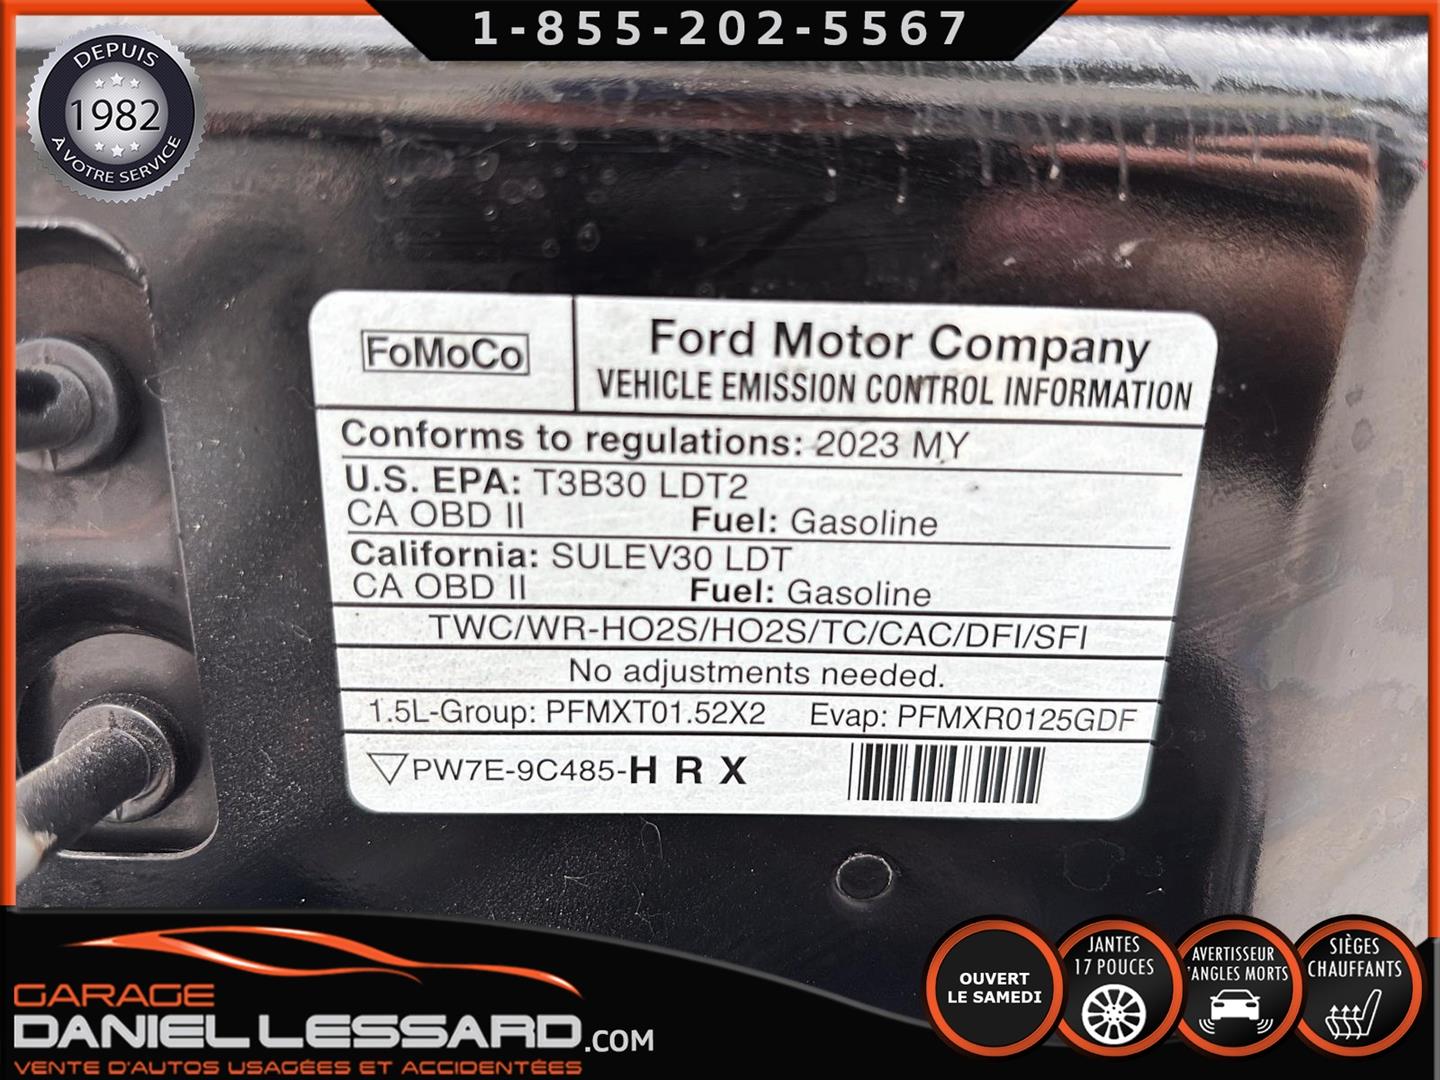 1-855-202-5567
DEPUIS
1982
À VOTRE SERVICE
FoMoCo
Ford Motor Company
VEHICLE EMISSION CONTROL INFORMATION
Conforms to regulations: 2023 MY
U.S. EPA: T3B30 LDT2
CA OBD II Fuel: Gasoline
California: SULEV30 LDT
CA OBD II Fuel: Gasoline
TWC/WR-HO2S/HO2S/TC/CAC/DFI/SFI
No adjustments needed.
1.5L-Group: PFMXT01.52X2 Evap: PFMXR0125GDF
PW7E-9C485-H R X
OUVERT
LE SAMEDI
JANTES
17 POUCES
AVERTISSEUR
'ANGLES MORTS
SIÈGES
CHAUFFANTS
GARAGE
DANIEL LESSARD.COM
VENTE D'AUTOS USAGÉES ET ACCIDENTÉES